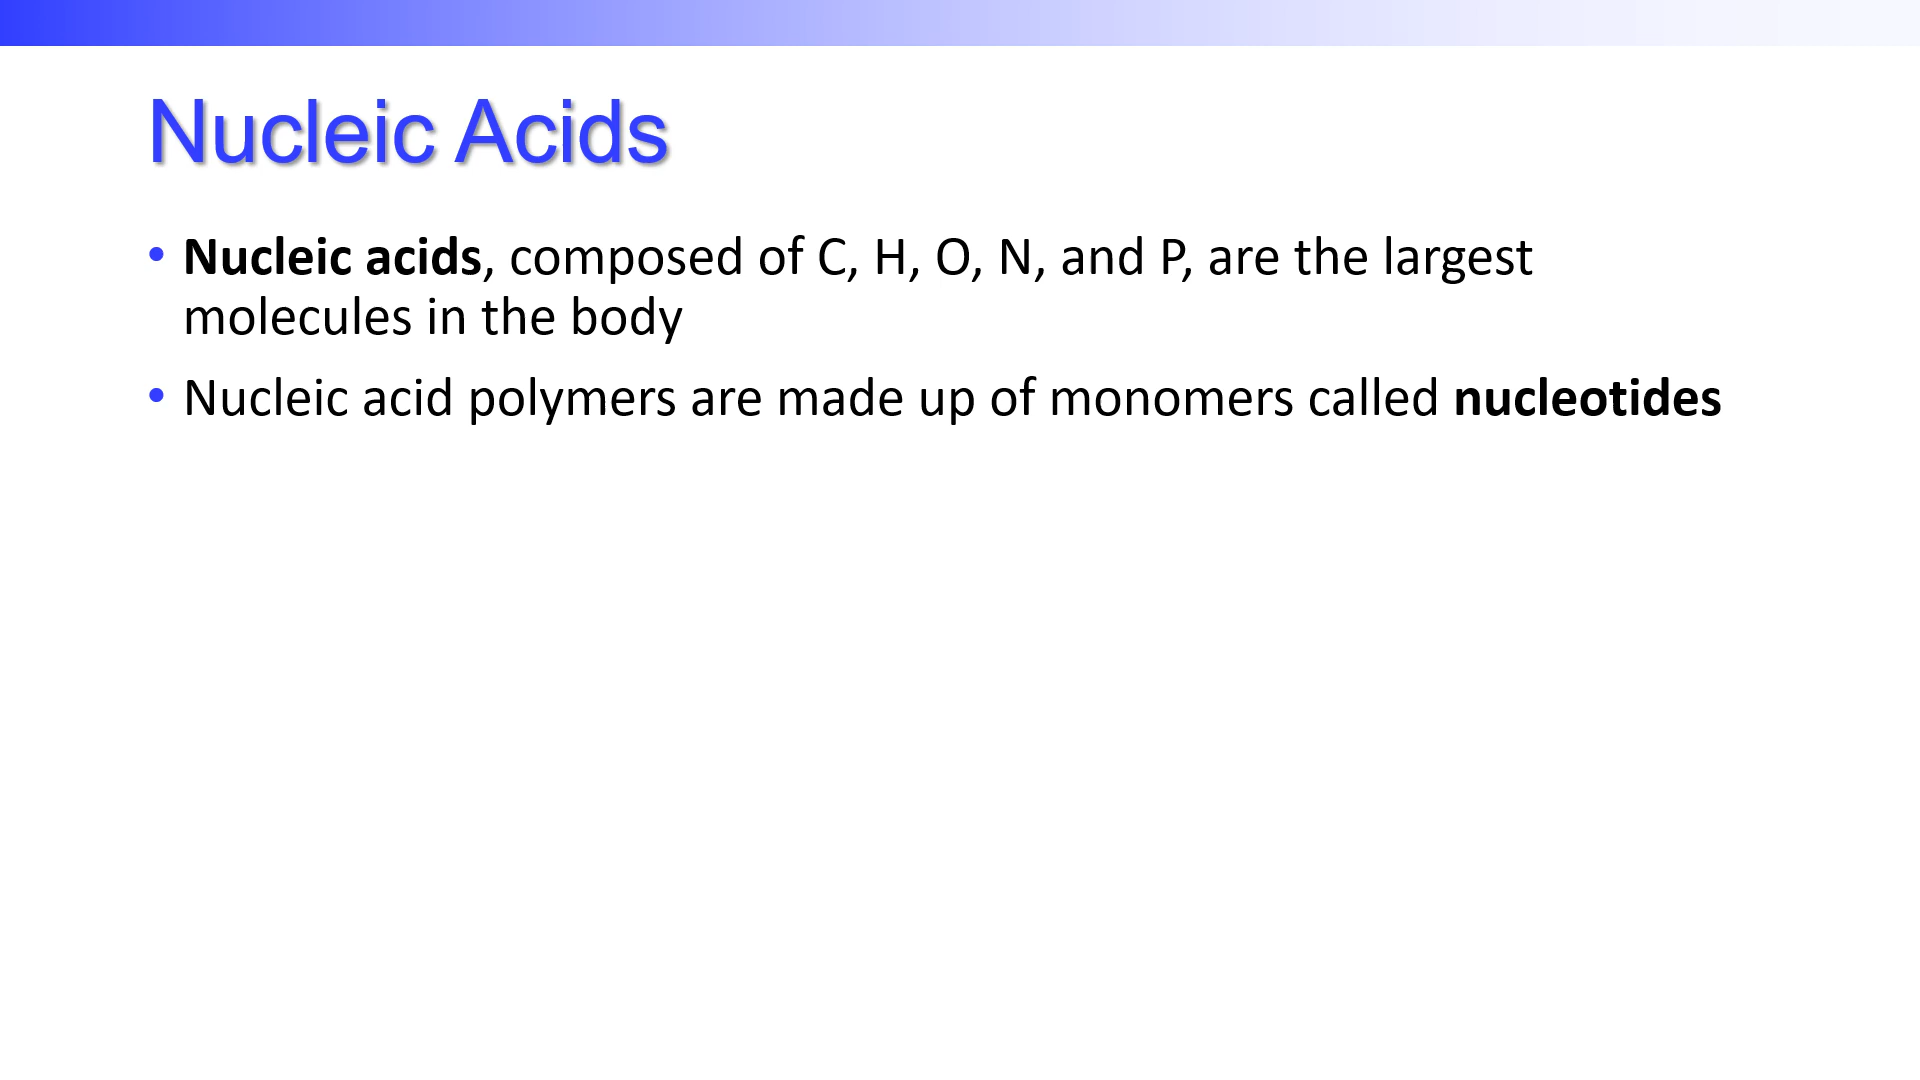 Nucleic Acids
• Nucleic acids, composed of C, H, O, N, and P, are the largest
molecules in the body
• Nucleic acid polymers are made up of monomers called nucleotides